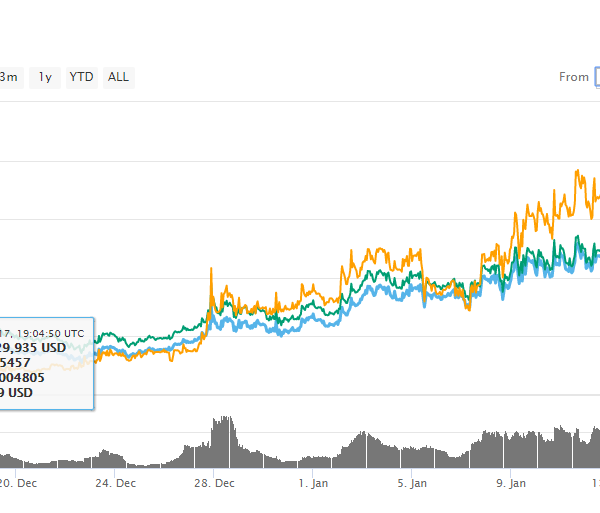 3m 1y YTD ALL From
17, 19:04:50 UTC
29,935 USD
5457
004805
9 USD
20. Dec 24. Dec 28. Dec 1. Jan 5. Jan 9. Jan 1